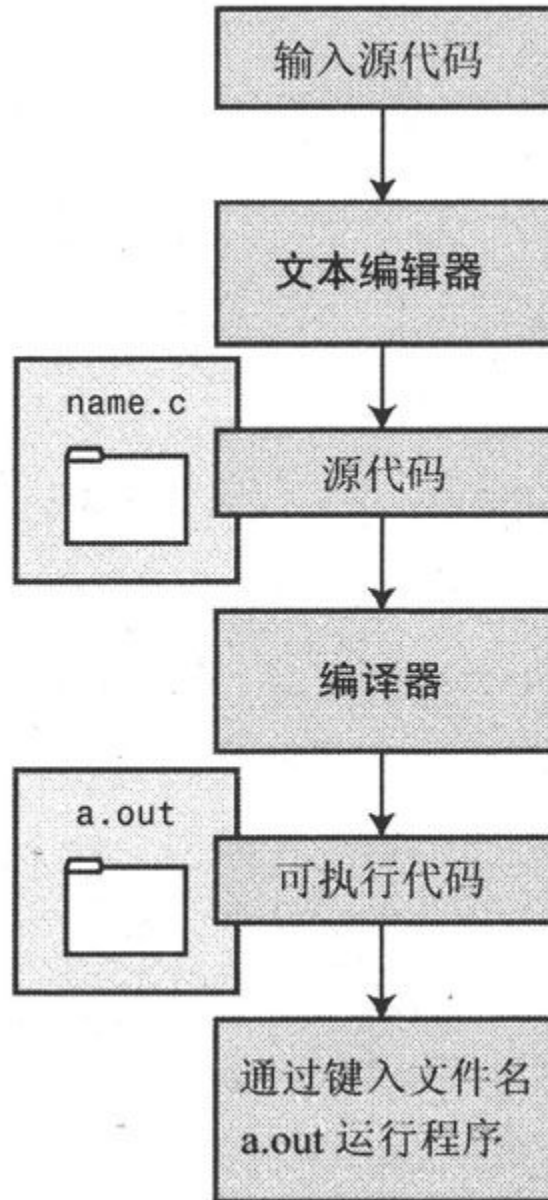 输入源代码
文本编辑器
name.c
源代码
编译器
a.out
可执行代码
通过键入文件名
a.out 运行程序